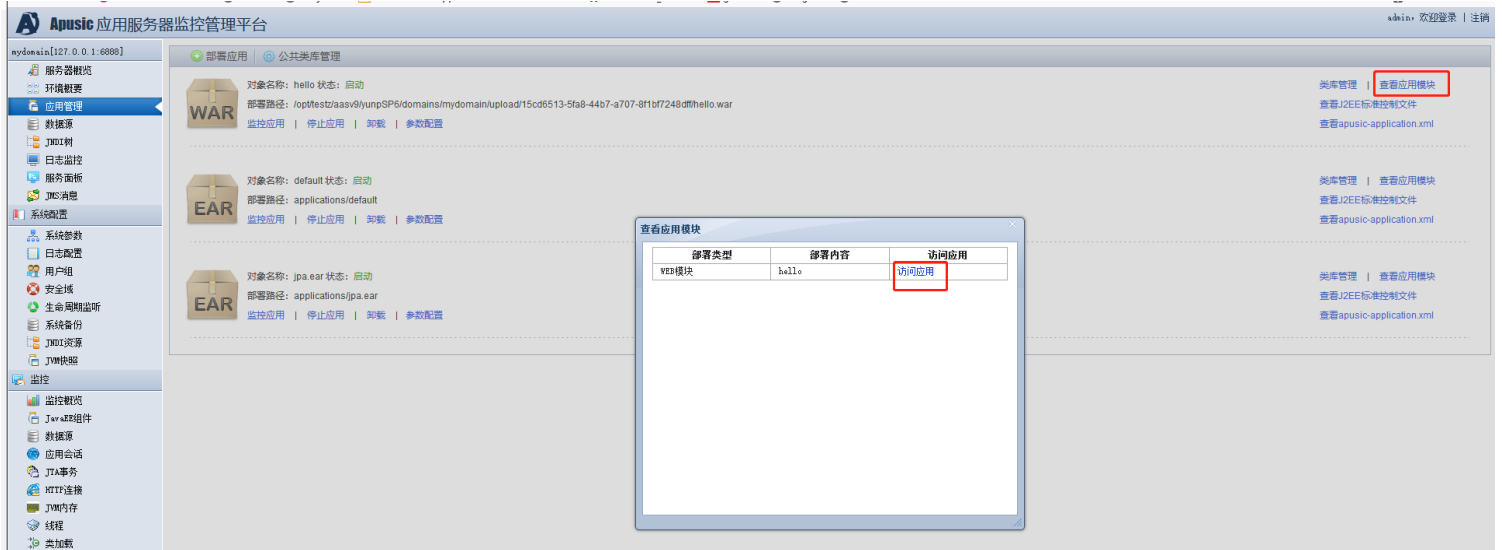 Apusic 应用服务器监控管理平台
admin, 欢迎登录 | 注销
mydomain[127.0.0.1:6888]
服务器概览
环境概要
应用管理
数据源
JNDI树
日志监控
服务面板
JMS消息
系统配置
系统参数
日志配置
用户组
安全域
生命周期监听
系统备份
JNDI资源
JVM快照
监控
监控概览
JavaEE组件
数据源
应用会话
JTA事务
HTTP连接
JVM内存
线程
类加载
部署应用 公共类库管理
WAR
对象名称: hello 状态: 启动
部署路径: /opt/testz/aasv9/yunpSP6/domains/mydomain/upload/15cd6513-5fa8-44b7-a707-8f1bf7248dff/hello.war
监控应用 | 停止应用 | 卸载 | 参数配置
类库管理 | 查看应用模块
查看J2EE标准控制文件
查看apusic-application.xml
EAR
对象名称: default 状态: 启动
部署路径: applications/default
监控应用 | 停止应用 | 卸载 | 参数配置
类库管理 | 查看应用模块
查看J2EE标准控制文件
查看apusic-application.xml
EAR
对象名称: jpa.ear 状态: 启动
部署路径: applications/jpa.ear
监控应用 | 停止应用 | 卸载 | 参数配置
类库管理 | 查看应用模块
查看J2EE标准控制文件
查看apusic-application.xml
查看应用模块
部署类型 部署内容 访问应用
WEB模块 hello 访问应用